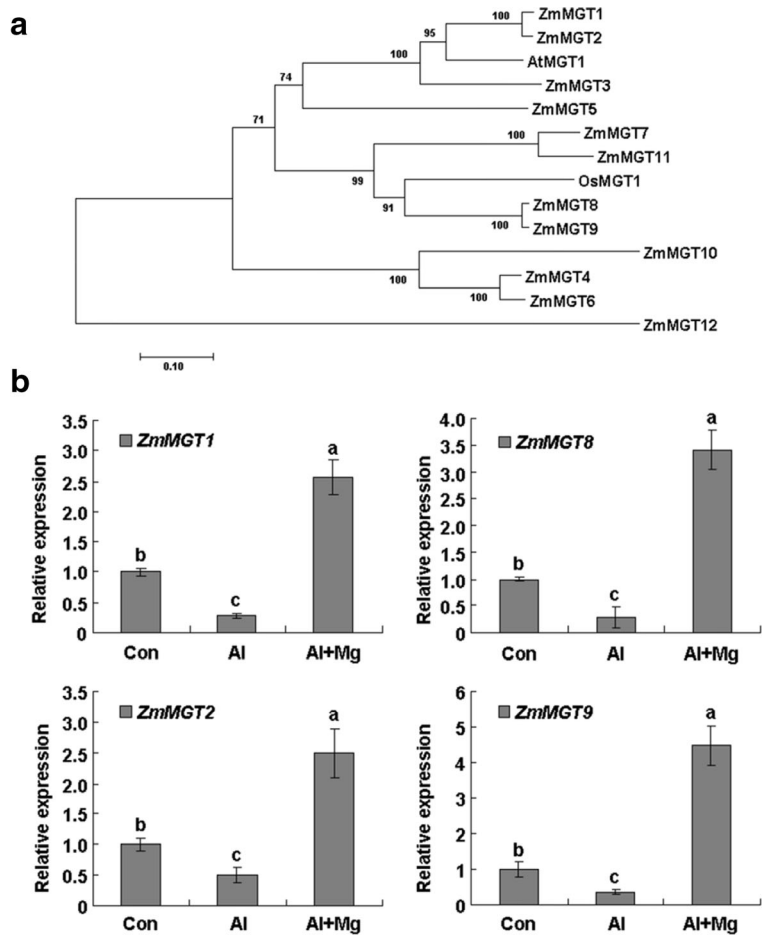 a
100
ZmMGT1
95
ZmMGT2
100
AtMGT1
74
ZmMGT3
ZmMGT5
71
100
ZmMGT7
ZmMGT11
99
OsMGT1
91
ZmMGT8
100
ZmMGT9
ZmMGT10
100
ZmMGT4
100
ZmMGT6
ZmMGT12
0.10
b
Relative expression
3.5
3.0
2.5
2.0
1.5
1.0
0.5
0
ZmMGT1
b
c
a
Con
Al
Al+Mg
Relative expression
4.0
3.5
3.0
2.5
2.0
1.5
1.0
0.5
0
ZmMGT8
b
c
a
Con
Al
Al+Mg
Relative expression
3.5
3.0
2.5
2.0
1.5
1.0
0.5
0
ZmMGT2
b
c
a
Con
Al
Al+Mg
Relative expression
6
5
4
3
2
1
0
ZmMGT9
b
c
a
Con
Al
Al+Mg